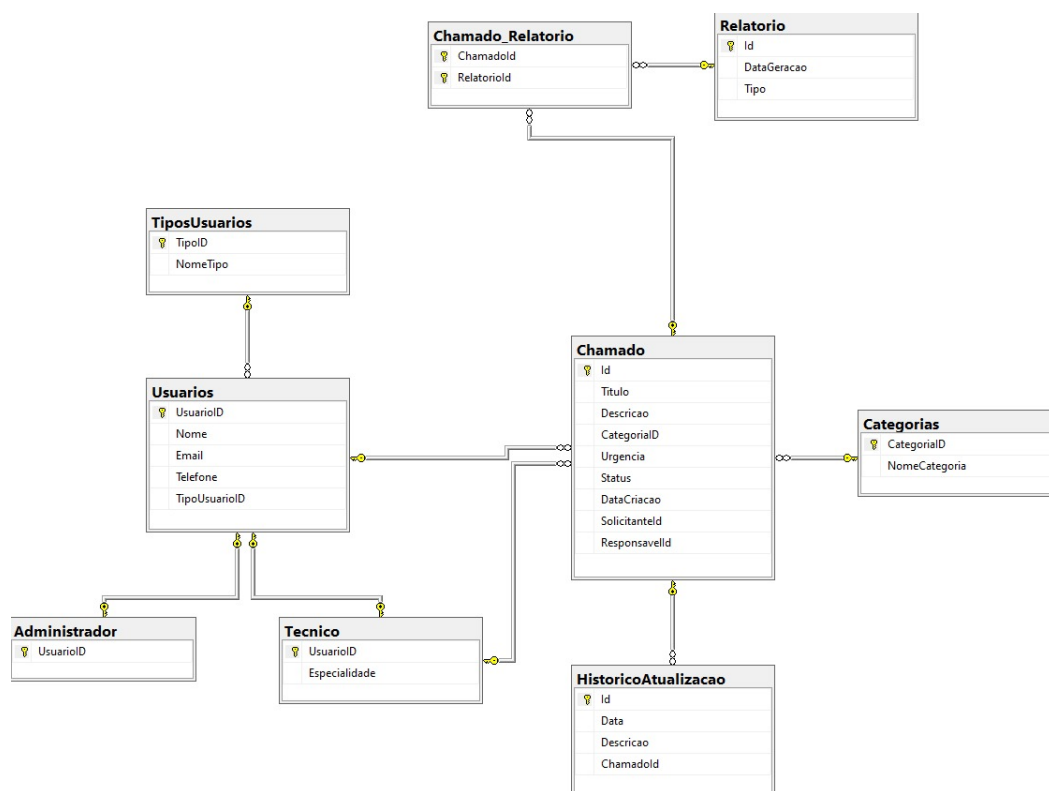 Relatorio
Id
DataGeracao
Tipo
Chamado_Relatorio
ChamadoId
RelatorioId
TiposUsuarios
TipoID
NomeTipo
Usuarios
UsuarioID
Nome
Email
Telefone
TipoUsuarioID
Chamado
Id
Titulo
Descricao
CategoriaID
Urgencia
Status
DataCriacao
SolicitanteId
ResponsavelId
Categorias
CategoriaID
NomeCategoria
Administrador
UsuarioID
Tecnico
UsuarioID
Especialidade
HistoricoAtualizacao
Id
Data
Descricao
ChamadoId